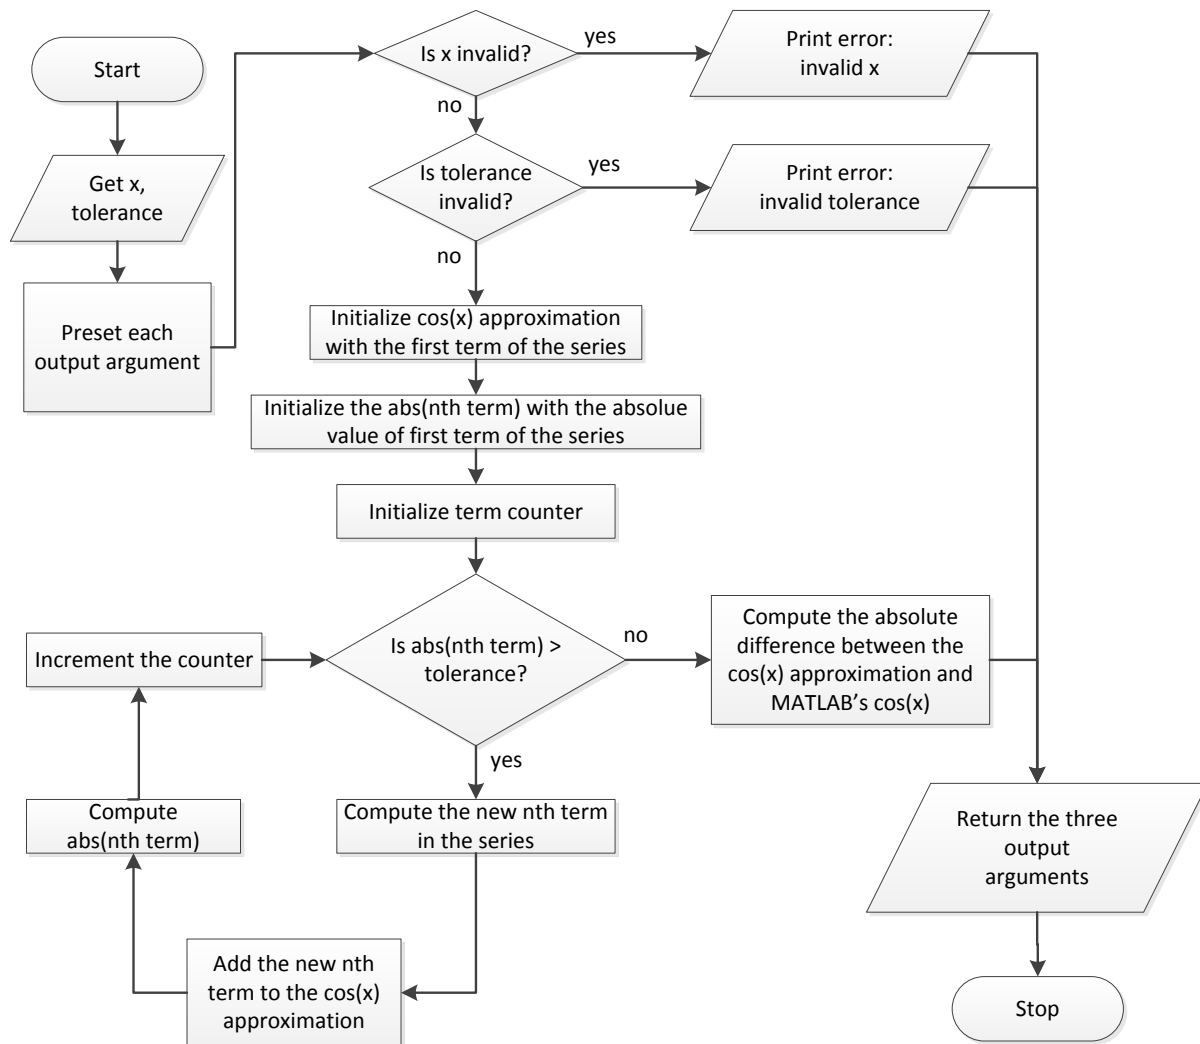 Start
Get x,
tolerance
Preset each
output argument
Is x invalid?
yes
Print error:
invalid x
no
Is tolerance
invalid?
yes
Print error:
invalid tolerance
no
Initialize cos(x) approximation
with the first term of the series
Initialize the abs(nth term) with the absolue
value of first term of the series
Initialize term counter
Is abs(nth term) >
tolerance?
no
Compute the absolute
difference between the
cos(x) approximation and
MATLAB's cos(x)
yes
Compute the new nth term
in the series
Add the new nth
term to the cos(x)
approximation
Compute
abs(nth term)
Increment the counter
Return the three
output
arguments
Stop